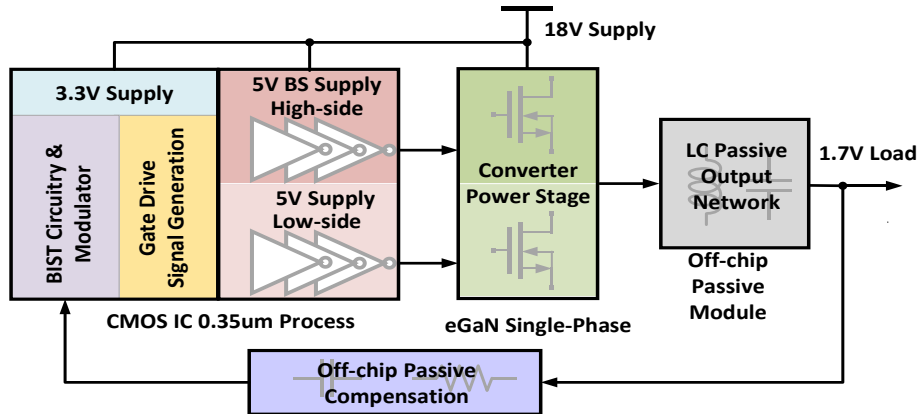 18V Supply
3.3V Supply
5V BS Supply
High-side
BIST Circuitry &
Modulator
Gate Drive
Signal Generation
5V Supply
Low-side
Converter
Power Stage
LC Passive
Output
Network
1.7V Load
Off-chip
Passive
Module
CMOS IC 0.35um Process
eGaN Single-Phase
Off-chip Passive
Compensation